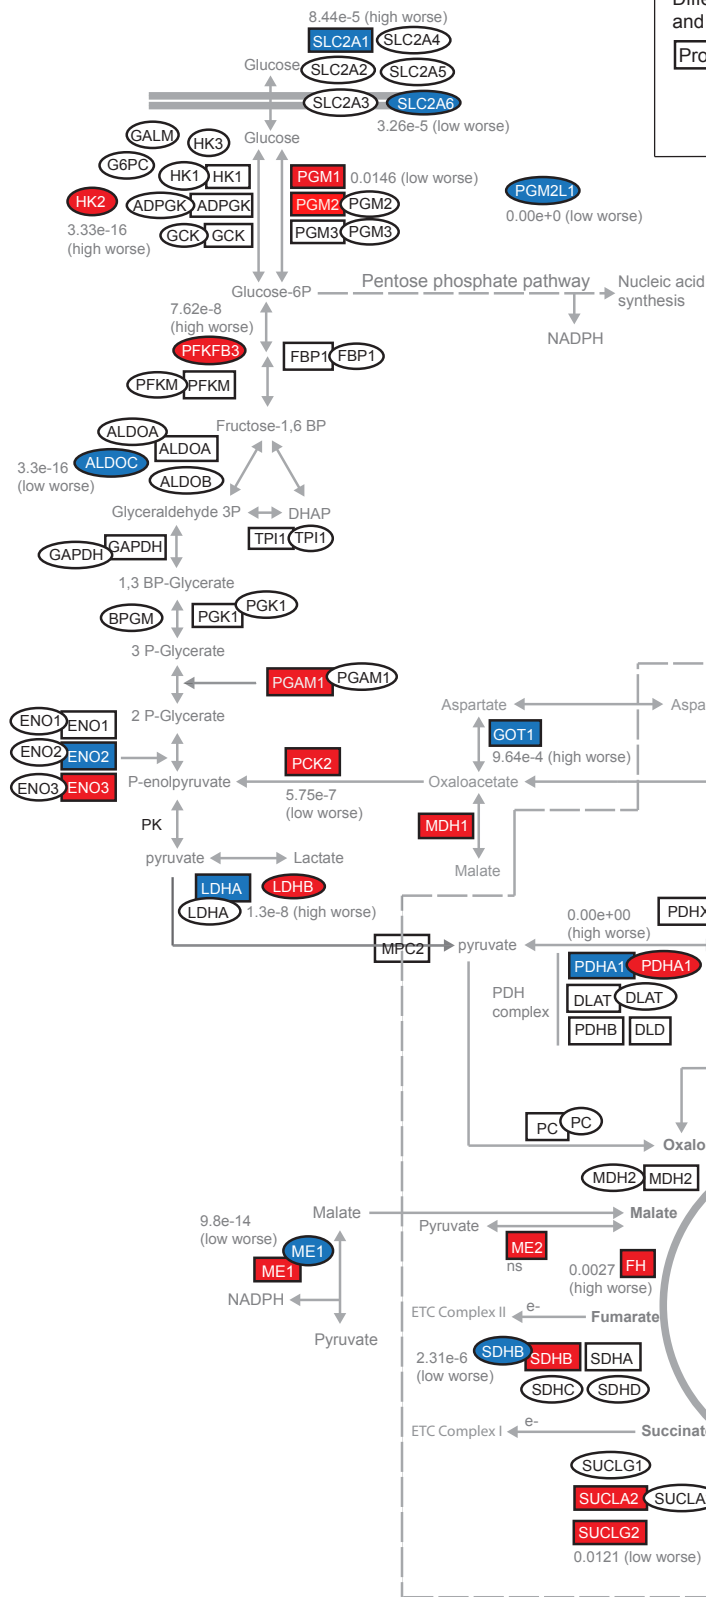 Diffe
and
Pro
8.44e-5 (high worse)
SLC2A1 SLC2A4
Glucose SLC2A2 SLC2A5
SLC2A3 SLC2A6
3.26e-5 (low worse)
GALM HK3 Glucose
G6PC HK1 HK1 PGM1 0.0146 (low worse)
HK2 ADPGK ADPGK PGM2 PGM2 PGM2L1
3.33e-16 0.00e+0 (low worse)
(high worse) GCK GCK PGM3 PGM3
Pentose phosphate pathway Nucleic acid
Glucose-6P synthesis
7.62e-8 NADPH
(high worse)
PFKFB3 FBP1 FBP1
PFKM PFKM
Fructose-1,6 BP
ALDOA
ALDOA
ALDOC
3.3e-16
(low worse) ALDOB
Glyceraldehyde 3P DHAP
GAPDH GAPDH TPI1 TPI1
1,3 BP-Glycerate
BPGM PGK1 PGK1
3 P-Glycerate
PGAM1 PGAM1
Aspartate Aspa
2 P-Glycerate
ENO1 ENO1 GOT1
ENO2 ENO2 PCK2 9.64e-4 (high worse)
ENO3 ENO3 P-enolpyruvate Oxaloacetate
5.75e-7
(low worse)
PK MDH1
pyruvate Lactate Malate
LDHA LDHB
LDHA 1.3e-8 (high worse)
0.00e+00
(high worse) PDHX
MPC2 pyruvate
PDHA1 PDHA1
PDH
complex DLAT DLAT
PDHB DLD
PC PC
Oxalo
MDH2 MDH2
Malate Malate
9.8e-14
(low worse) Pyruvate
ME1 ME2
ME1 ns FH
0.0027
(high worse)
NADPH
ETC Complex II e- Fumarate
Pyruvate
SDHB SDHB SDHA
2.31e-6
(low worse)
SDHC SDHD
ETC Complex I e- Succinat
SUCLG1
SUCLA2 SUCLA
SUCLG2
0.0121 (low worse)